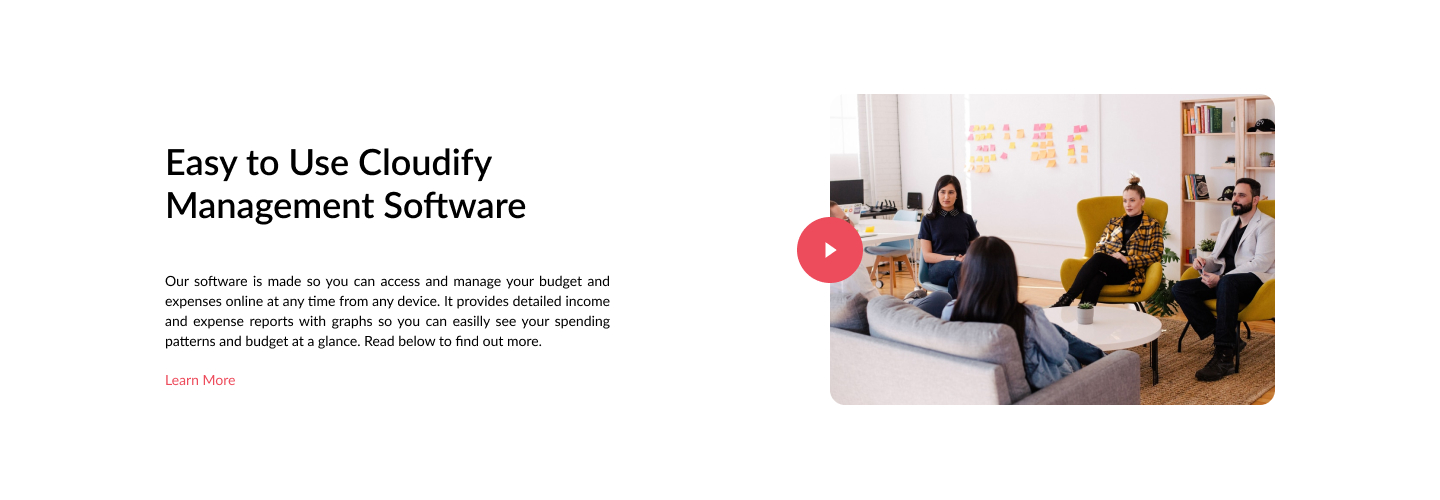 Easy to Use Cloudify
Management Software
Our software is made so you can access and manage your budget and
expenses online at any time from any device. It provides detailed income
and expense reports with graphs so you can easilly see your spending
patterns and budget at a glance. Read below to find out more.
Learn More